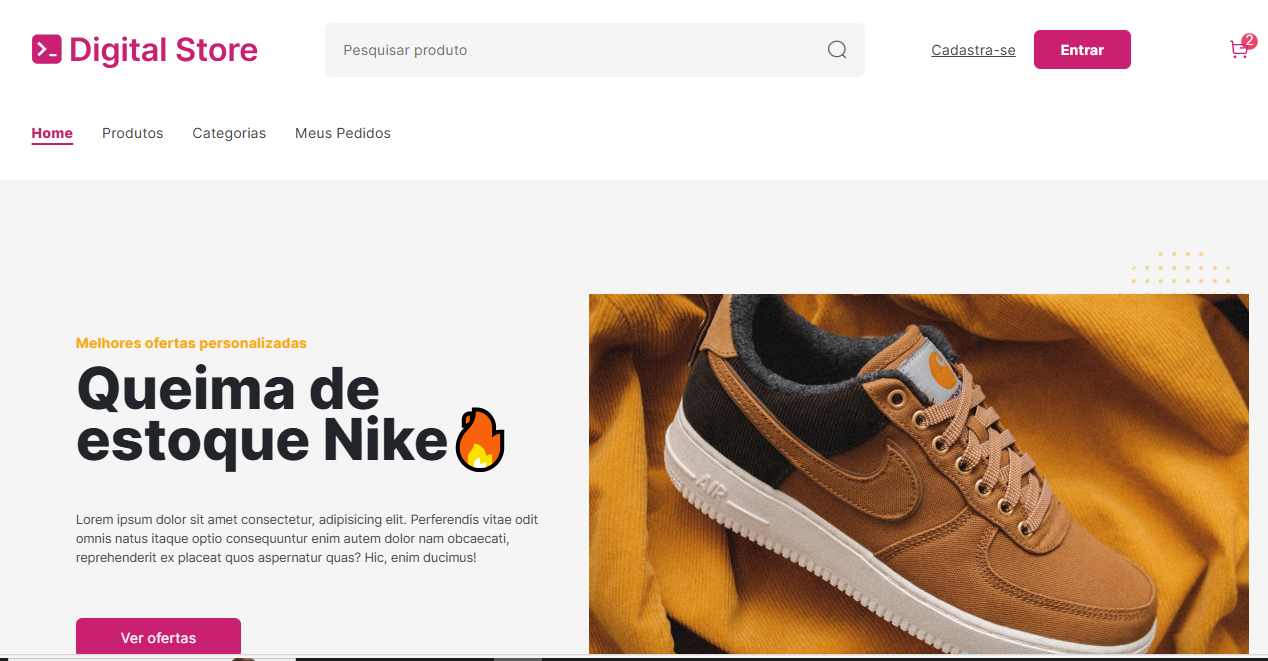 Digital Store
Pesquisar produto
Cadastra-se
Entrar
2
Home
Produtos
Categorias
Meus Pedidos
Melhores ofertas personalizadas
Queima de
estoque Nike
Lorem ipsum dolor sit amet consectetur, adipisicing elit. Perferendis vitae odit
omnis natus itaque optio consequuntur enim autem dolor nam obcaecati,
reprehenderit ex placeat quos aspernatur quas? Hic, enim ducimus!
Ver ofertas
AIR